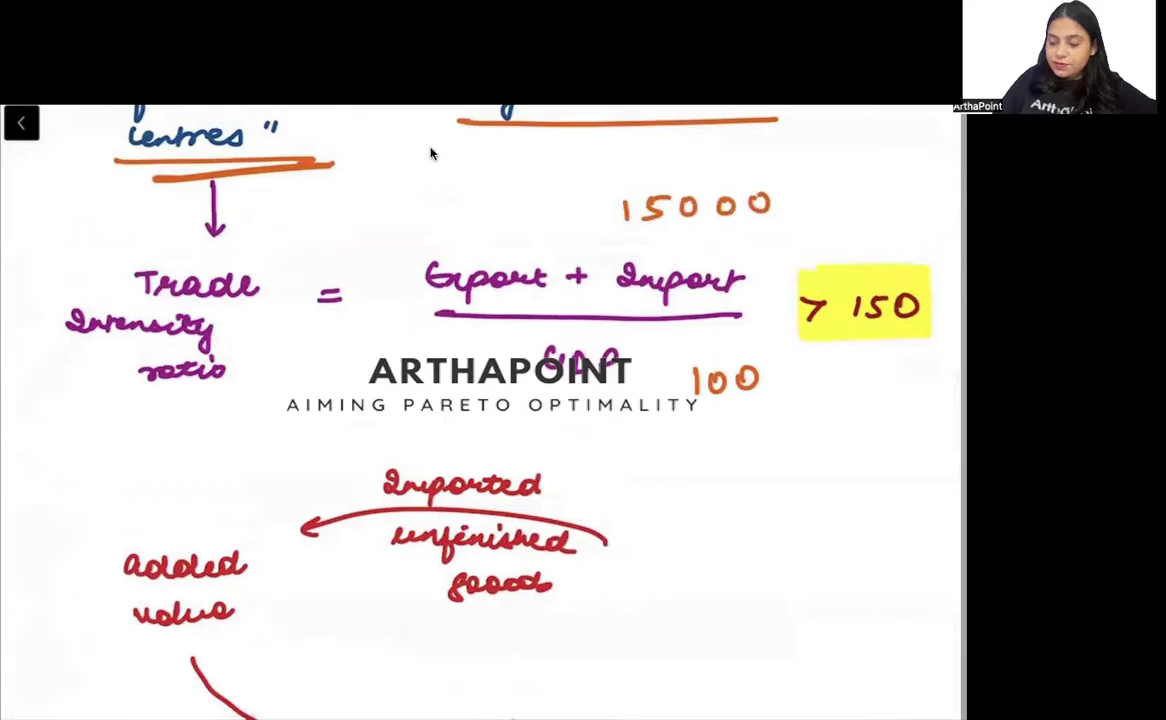 ArthaPoint
centres"
15000
Trade Intensity ratio = Export + Import > 150
GDP
100
ARTHAPOINT
AIMING PARETO OPTIMALITY
Imported
unfinished
goods
added
value